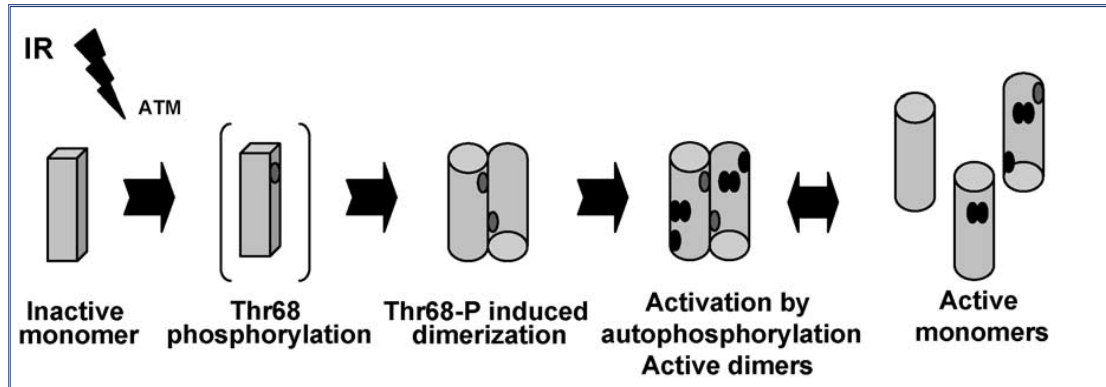 IR
ATM
Inactive
monomer
Thr68
phosphorylation
Thr68-P induced
dimerization
Activation by
autophosphorylation
Active dimers
Active
monomers